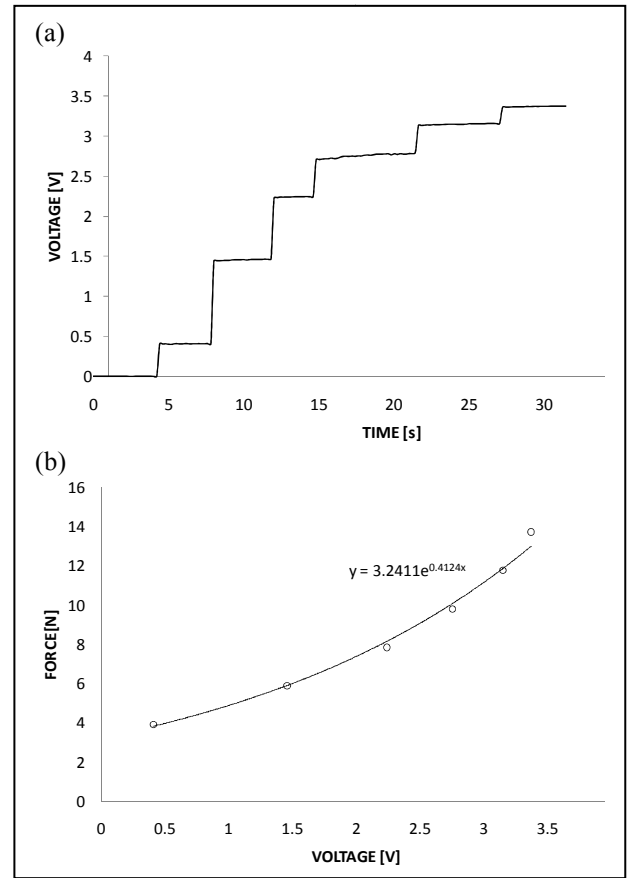 (a)
4
3.5
3
2.5
2
1.5
1
0.5
0
VOLTAGE [V]
0 5 10 15 20 25 30
TIME [s]
(b)
16
14
12
10
8
6
4
2
0
FORCE[N]
y = 3.2411e^0.4124x
0 0.5 1 1.5 2 2.5 3 3.5
VOLTAGE [V]